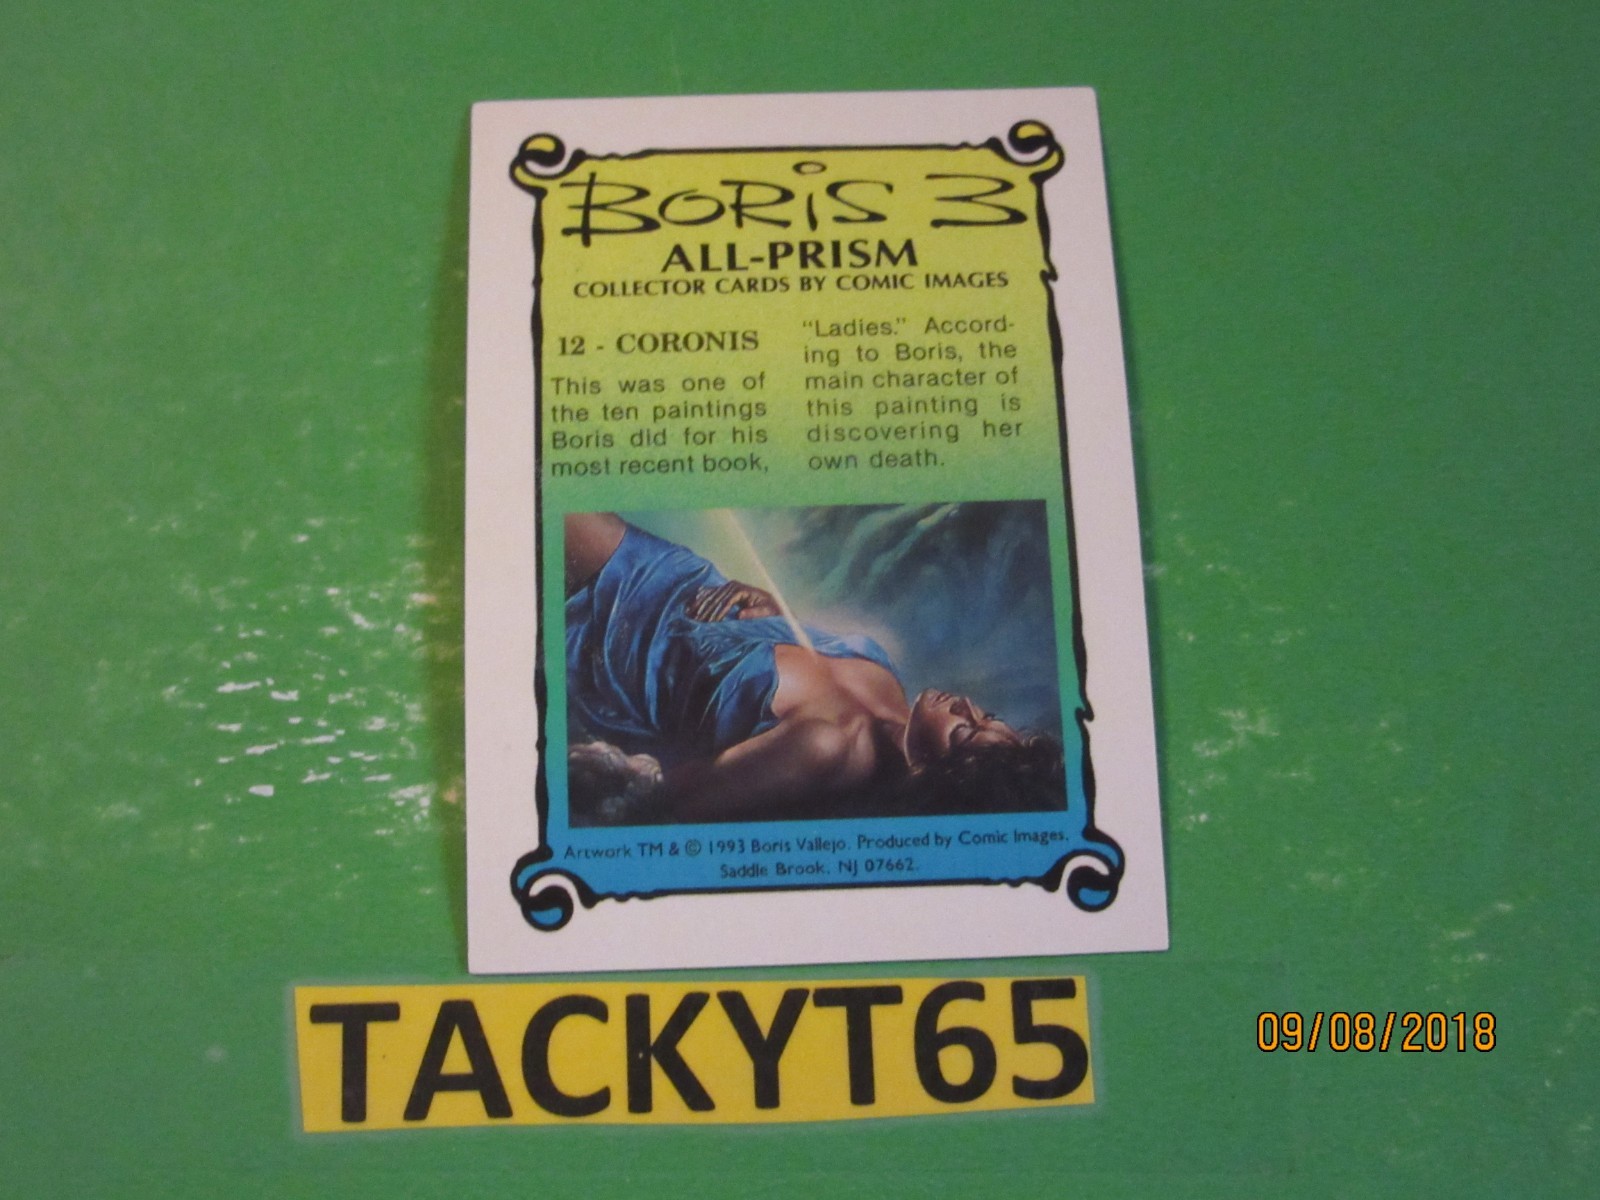 BORiS 3
ALL-PRISM
COLLECTOR CARDS BY COMIC IMAGES
12 - CORONIS
This was one of
the ten paintings
Boris did for his
most recent book,
"Ladies." Accord-
ing to Boris, the
main character of
this painting is
discovering her
own death.
Artwork TM & © 1993 Boris Vallejo. Produced by Comic Images,
Saddle Brook, NJ 07662.
TACKYT65
09/08/2018